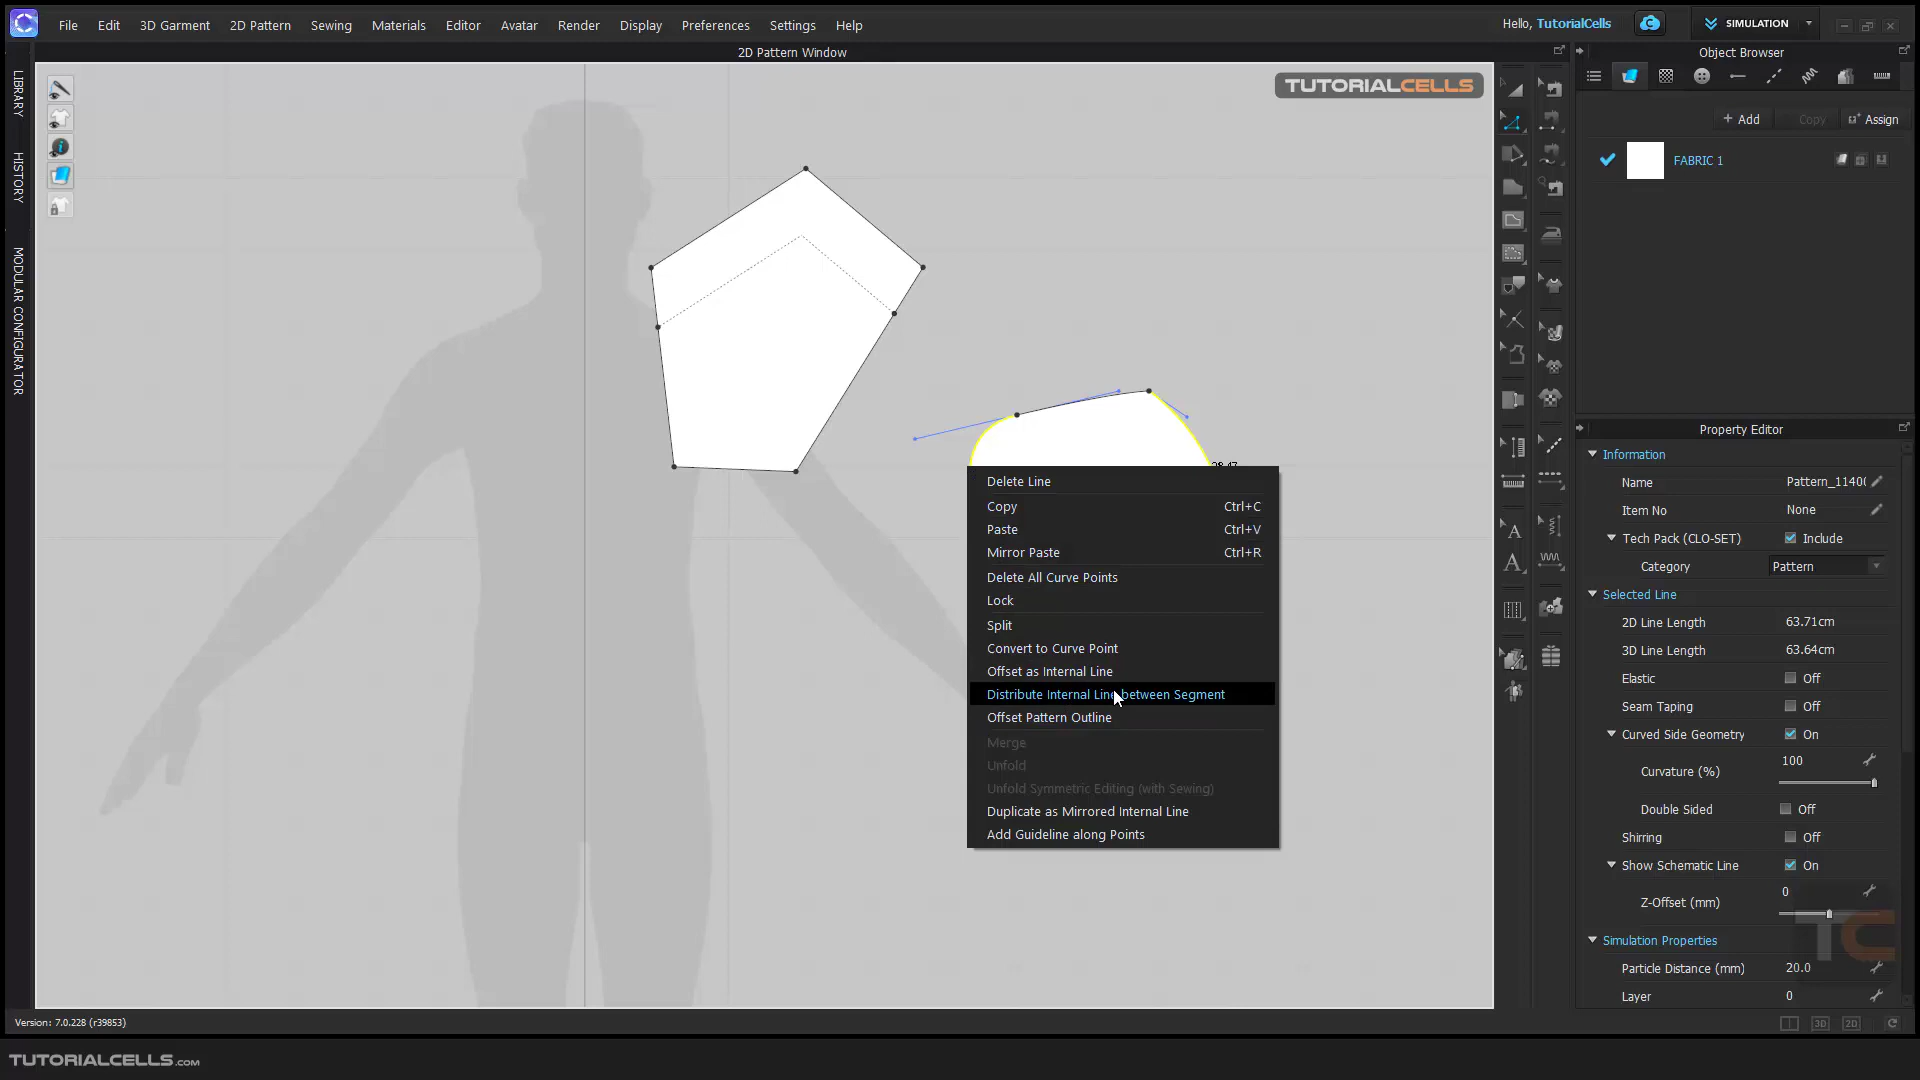 File Edit 3D Garment 2D Pattern Sewing Materials Editor Avatar Render Display Preferences Settings Help
Hello, TutorialCells
SIMULATION
2D Pattern Window
Object Browser
LIBRARY
HISTORY
MODULAR CONFIGURATOR
TUTORIALCELLS
+ Add Copy Assign
FABRIC 1
Delete Line
Copy Ctrl+C
Paste Ctrl+V
Mirror Paste Ctrl+R
Delete All Curve Points
Lock
Split
Convert to Curve Point
Offset as Internal Line
Distribute Internal Line between Segment
Offset Pattern Outline
Merge
Unfold
Unfold Symmetric Editing (with Sewing)
Duplicate as Mirrored Internal Line
Add Guideline along Points
Property Editor
Information
Name Pattern_1140
Item No None
Tech Pack (CLO-SET) Include
Category Pattern
Selected Line
2D Line Length 63.71cm
3D Line Length 63.64cm
Elastic Off
Seam Taping Off
Curved Side Geometry On
Curvature (%) 100
Double Sided Off
Shirring Off
Show Schematic Line On
Z-Offset (mm) 0
TC
Simulation Properties
Particle Distance (mm) 20.0
Layer 0
3D 2D
Version: 7.0.228 (r39853)
TUTORIALCELLS.com